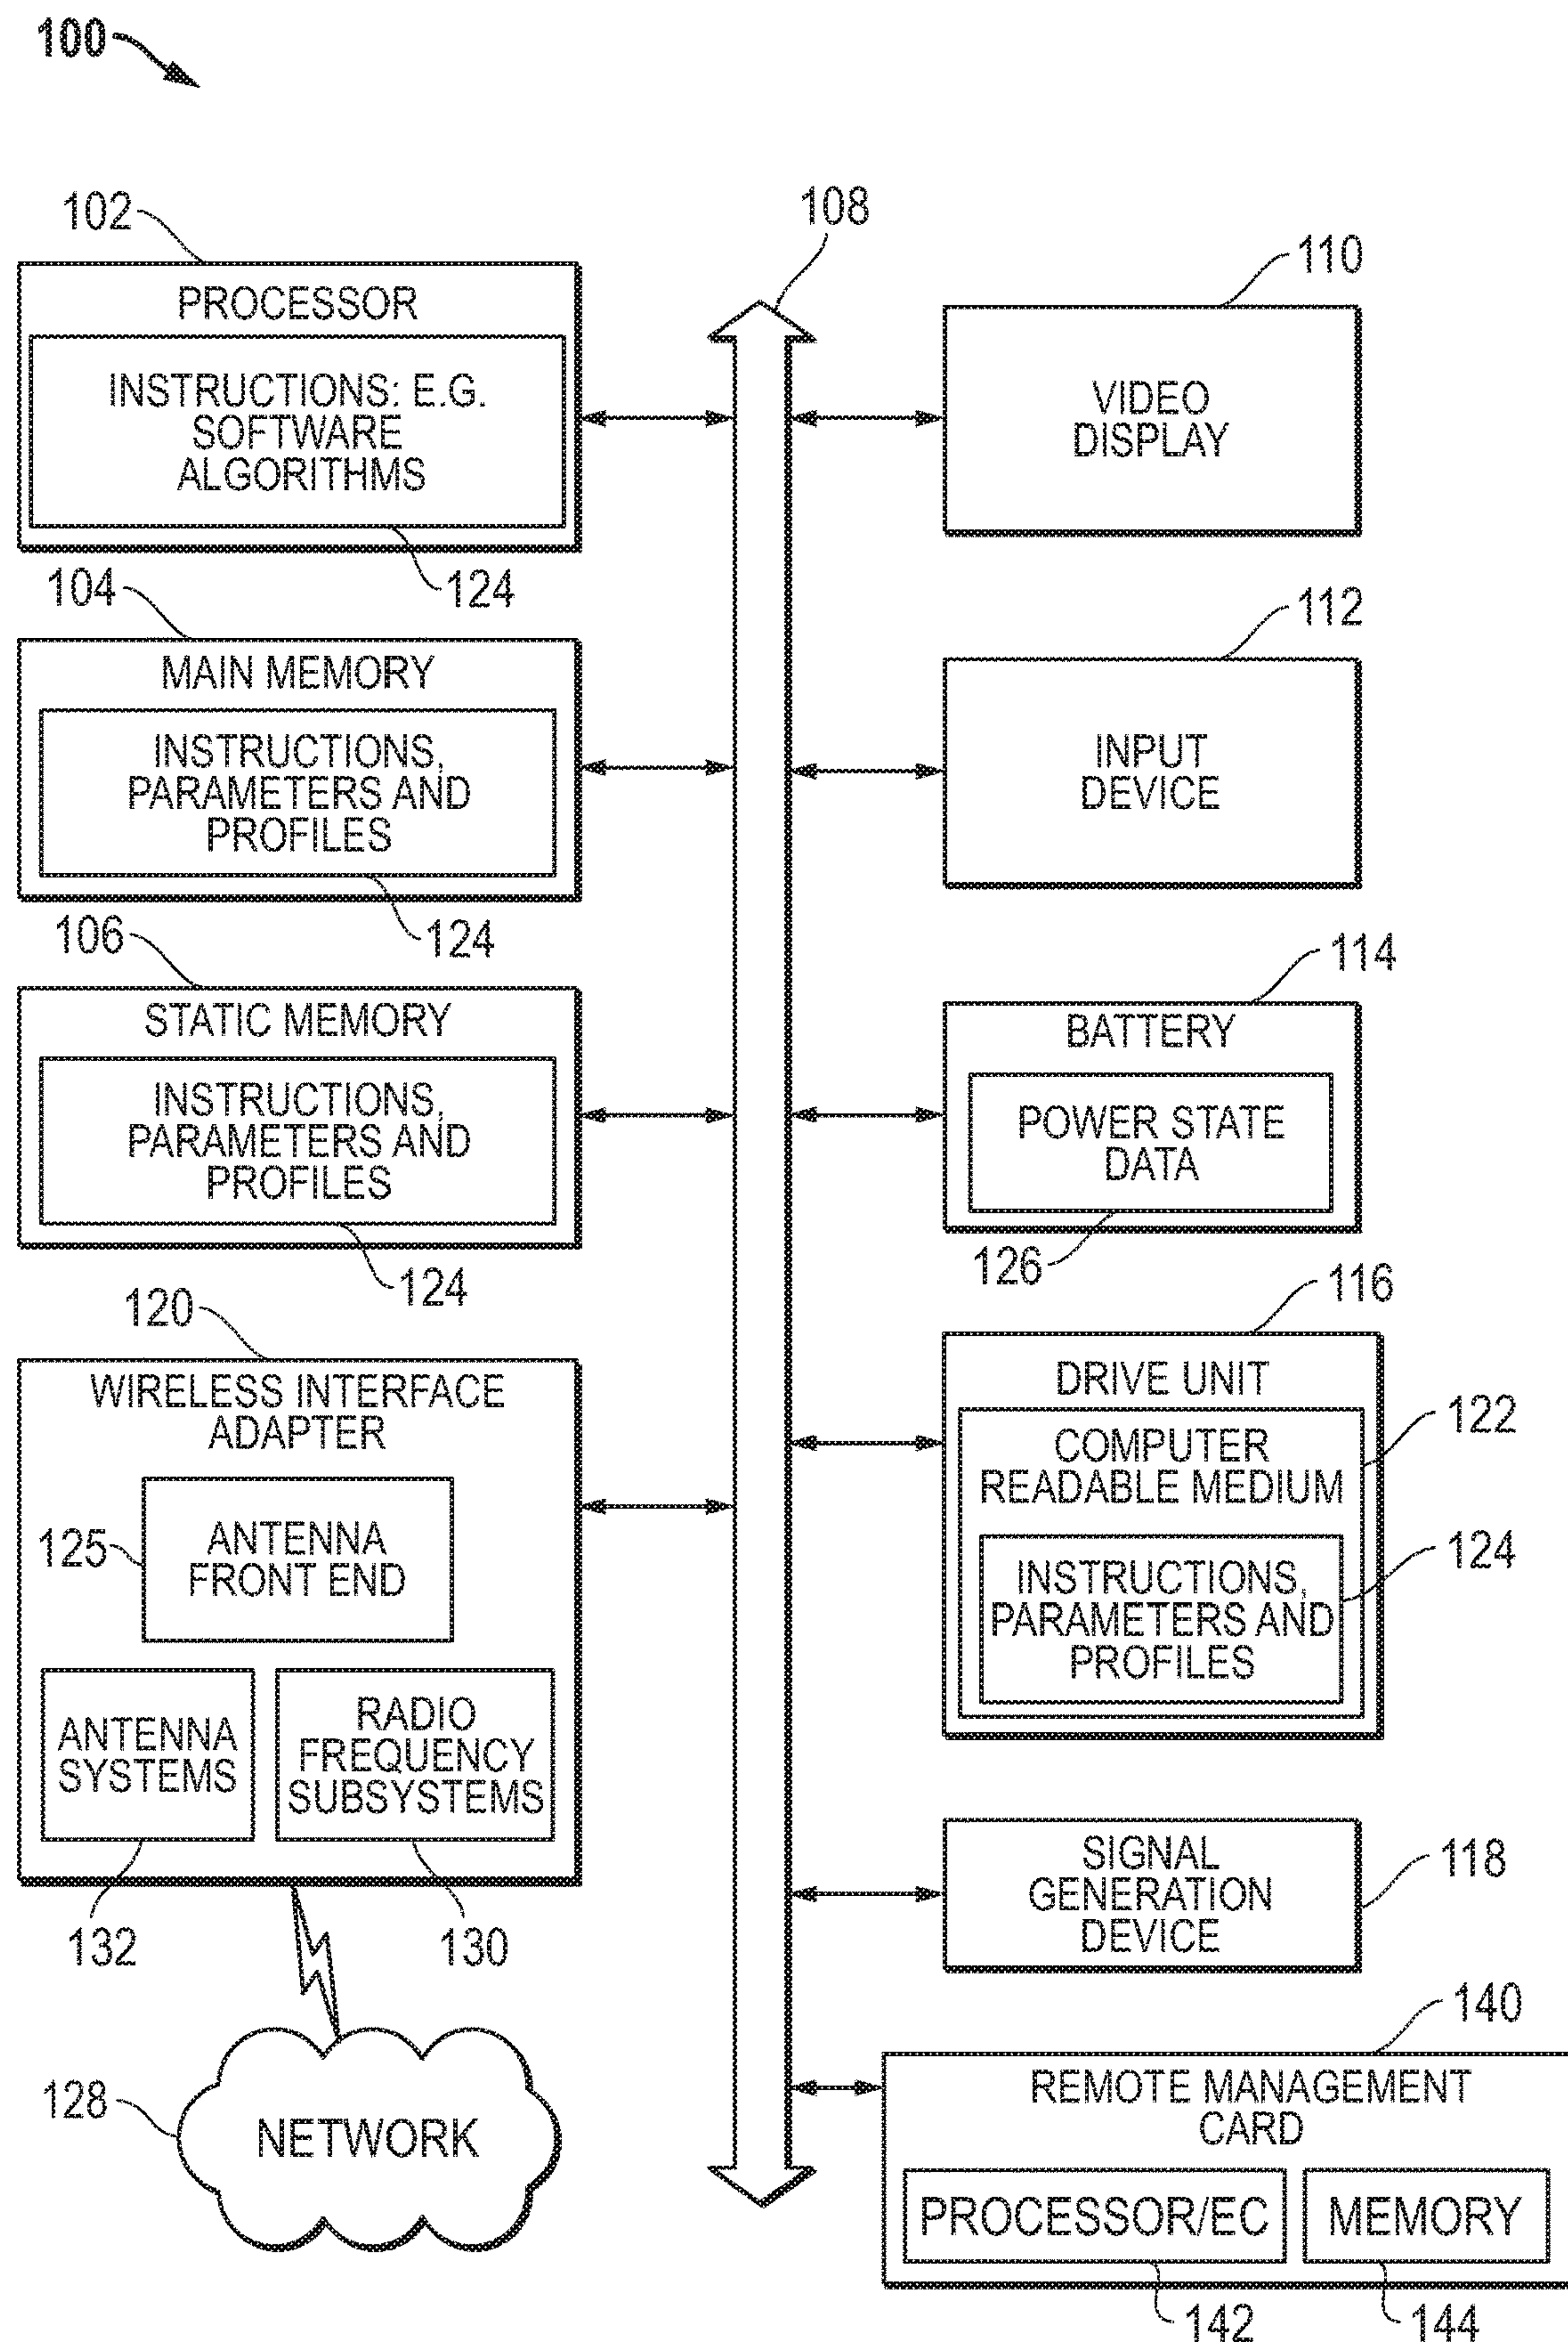 100
102
PROCESSOR
INSTRUCTIONS: E.G.
SOFTWARE
ALGORITHMS
124
104
MAIN MEMORY
INSTRUCTIONS,
PARAMETERS AND
PROFILES
124
106
STATIC MEMORY
INSTRUCTIONS,
PARAMETERS AND
PROFILES
124
120
WIRELESS INTERFACE
ADAPTER
125
ANTENNA
FRONT END
ANTENNA
SYSTEMS
RADIO
FREQUENCY
SUBSYSTEMS
132
130
128
NETWORK
108
110
VIDEO
DISPLAY
112
INPUT
DEVICE
114
BATTERY
POWER STATE
DATA
126
116
DRIVE UNIT
122
COMPUTER
READABLE MEDIUM
124
INSTRUCTIONS,
PARAMETERS AND
PROFILES
SIGNAL
GENERATION
DEVICE
118
140
REMOTE MANAGEMENT
CARD
PROCESSOR/EC
MEMORY
142
144